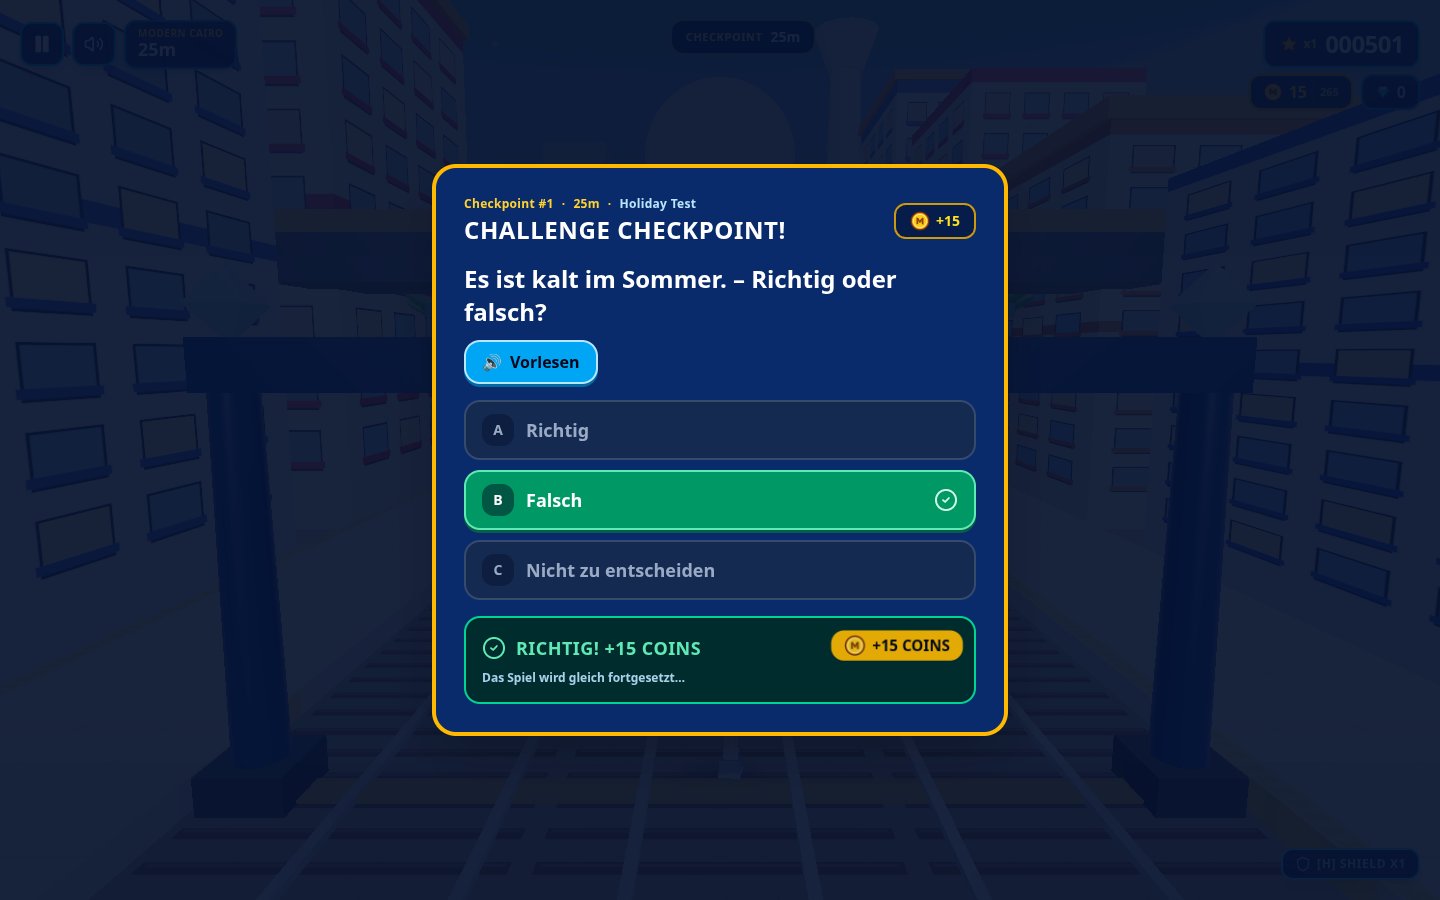 MODERN CAIRO
25m
CHECKPOINT 25m
x1 000501
M 15 265
0
Checkpoint #1 · 25m · Holiday Test
CHALLENGE CHECKPOINT!
M +15
Es ist kalt im Sommer. – Richtig oder
falsch?
Vorlesen
A Richtig
B Falsch
C Nicht zu entscheiden
RICHTIG! +15 COINS
M +15 COINS
Das Spiel wird gleich fortgesetzt...
[H] SHIELD X1